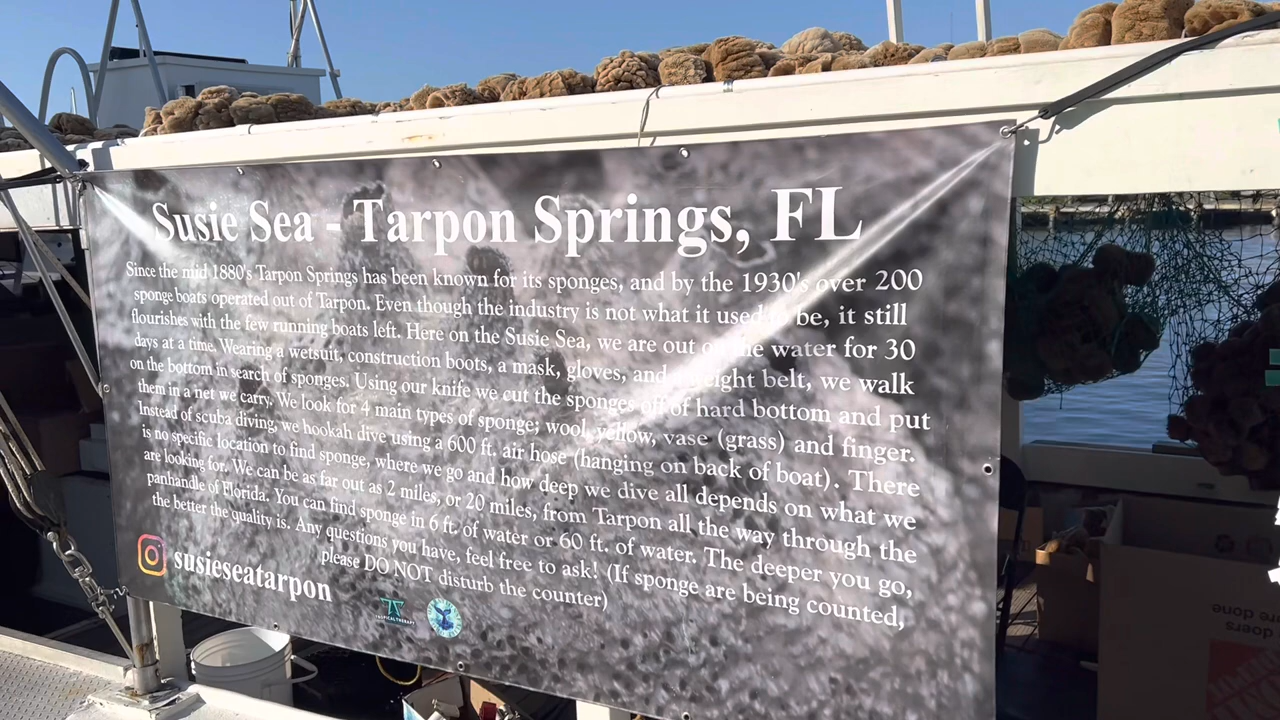 Susie Sea - Tarpon Springs, FL
Since the mid 1880's Tarpon Springs has been known for its sponges, and by the 1930's over 200
sponge boats operated out of Tarpon. Even though the industry is not what it used to be, it still
flourishes with the few running boats left. Here on the Susie Sea, we are out on the water for 30
days at a time. Wearing a wetsuit, construction boots, a mask, gloves, and a weight belt, we walk
on the bottom in search of sponges. Using our knife we cut the sponges off of hard bottom and put
them in a net we carry. We look for 4 main types of sponge; wool, yellow, vase (grass) and finger.
Instead of scuba diving, we hookah dive using a 600 ft. air hose (hanging on back of boat). There
is no specific location to find sponge, where we go and how deep we dive all depends on what we
are looking for. We can be as far out as 2 miles, or 20 miles, from Tarpon all the way through the
panhandle of Florida. You can find sponge in 6 ft. of water or 60 ft. of water. The deeper you go,
the better the quality is. Any questions you have, feel free to ask! (If sponge are being counted,
please DO NOT disturb the counter)
susieseatarpon
TROPICAL THERAPY
doers
are done